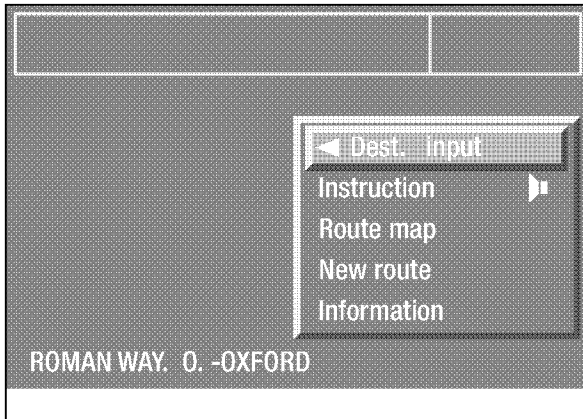 Dest. input
Instruction
Route map
New route
Information
ROMAN WAY. O. -OXFORD